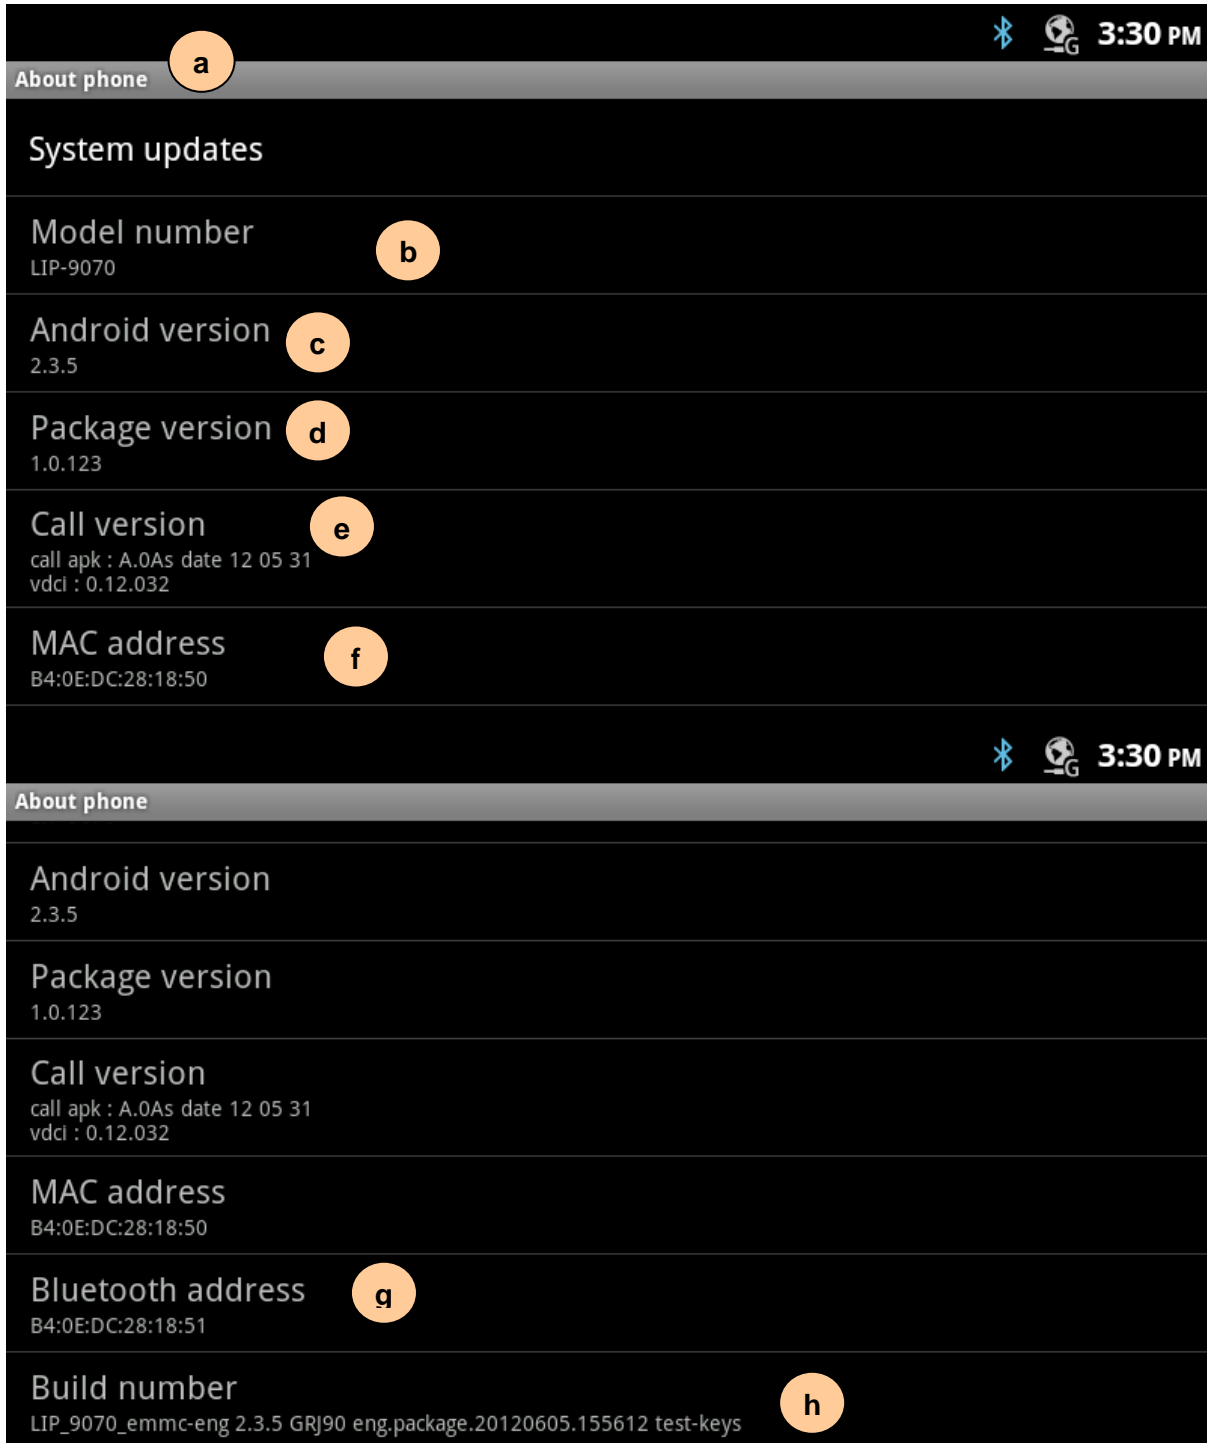 3:30 PM
a
About phone
System updates
Model number
b
LIP-9070
Android version
c
2.3.5
Package version
d
1.0.123
Call version
e
call apk : A.0As date 12 05 31
vdci : 0.12.032
MAC address
f
B4:0E:DC:28:18:50
3:30 PM
About phone
Android version
2.3.5
Package version
1.0.123
Call version
call apk : A.0As date 12 05 31
vdci : 0.12.032
MAC address
B4:0E:DC:28:18:50
Bluetooth address
g
B4:0E:DC:28:18:51
Build number
h
LIP_9070_emmc-eng 2.3.5 GRJ90 eng.package.20120605.155612 test-keys